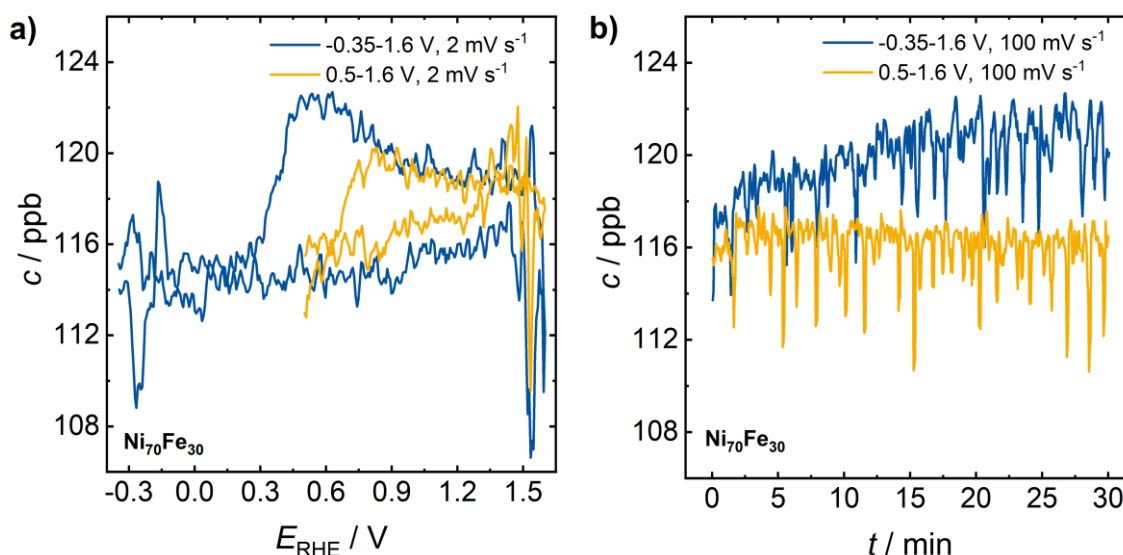 a)
-0.35-1.6 V, 2 mV s⁻¹
0.5-1.6 V, 2 mV s⁻¹
124
120
116
112
108
c / ppb
Ni₇₀Fe₃₀
-0.3 0.0 0.3 0.6 0.9 1.2 1.5
E_RHE / V
b)
-0.35-1.6 V, 100 mV s⁻¹
0.5-1.6 V, 100 mV s⁻¹
124
120
116
112
108
c / ppb
Ni₇₀Fe₃₀
0 5 10 15 20 25 30
t / min